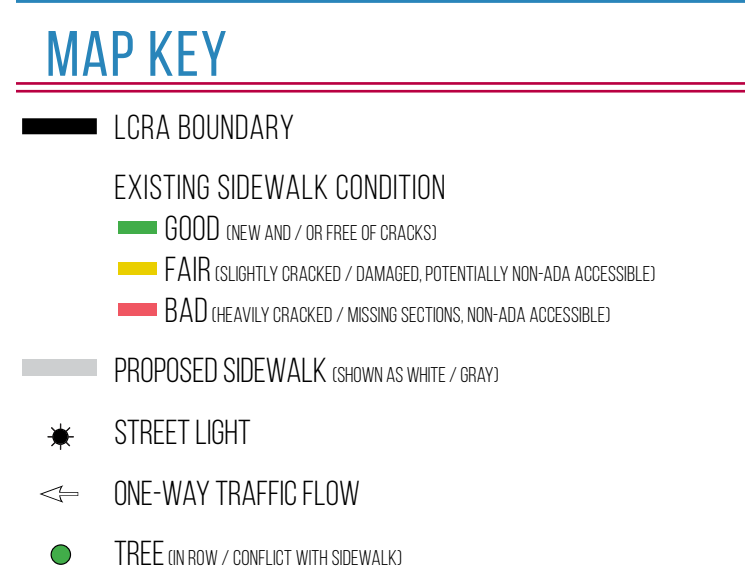 MAP KEY
LCRA BOUNDARY
EXISTING SIDEWALK CONDITION
GOOD (NEW AND / OR FREE OF CRACKS)
FAIR (SLIGHTLY CRACKED / DAMAGED, POTENTIALLY NON-ADA ACCESSIBLE)
BAD (HEAVILY CRACKED / MISSING SECTIONS, NON-ADA ACCESSIBLE)
PROPOSED SIDEWALK (SHOWN AS WHITE / GRAY)
STREET LIGHT
ONE-WAY TRAFFIC FLOW
TREE (IN ROW / CONFLICT WITH SIDEWALK)